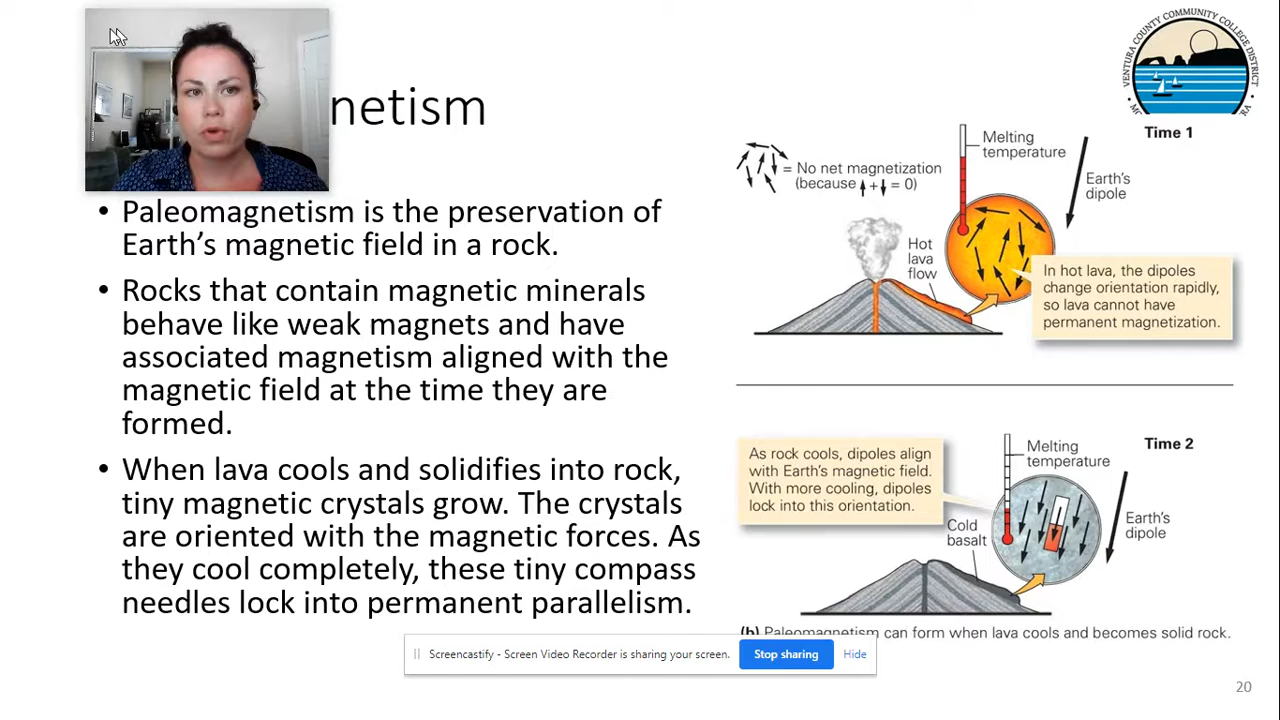 netism
• Paleomagnetism is the preservation of
Earth’s magnetic field in a rock.
• Rocks that contain magnetic minerals
behave like weak magnets and have
associated magnetism aligned with the
magnetic field at the time they are
formed.
• When lava cools and solidifies into rock,
tiny magnetic crystals grow. The crystals
are oriented with the magnetic forces. As
they cool completely, these tiny compass
needles lock into permanent parallelism.
VENTURA COUNTY COMMUNITY COLLEGE DISTRICT
Time 1
= No net magnetization
(because + = 0)
Melting
temperature
Earth’s
dipole
Hot
lava
flow
In hot lava, the dipoles
change orientation rapidly,
so lava cannot have
permanent magnetization.
Time 2
As rock cools, dipoles align
with Earth’s magnetic field.
With more cooling, dipoles
lock into this orientation.
Melting
temperature
Cold
basalt
Earth’s
dipole
(b) Paleomagnetism can form when lava cools and becomes solid rock.
Screencastify - Screen Video Recorder is sharing your screen.
Stop sharing
Hide
20